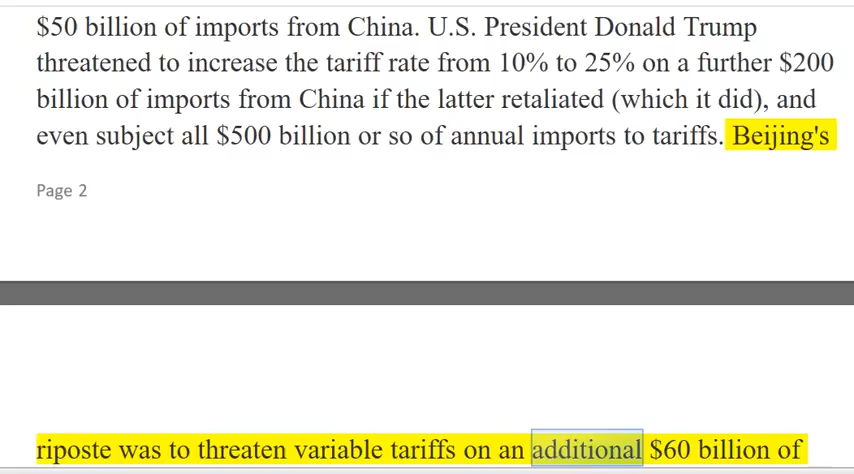 $50 billion of imports from China. U.S. President Donald Trump
threatened to increase the tariff rate from 10% to 25% on a further $200
billion of imports from China if the latter retaliated (which it did), and
even subject all $500 billion or so of annual imports to tariffs. Beijing's
Page 2
riposte was to threaten variable tariffs on an additional $60 billion of